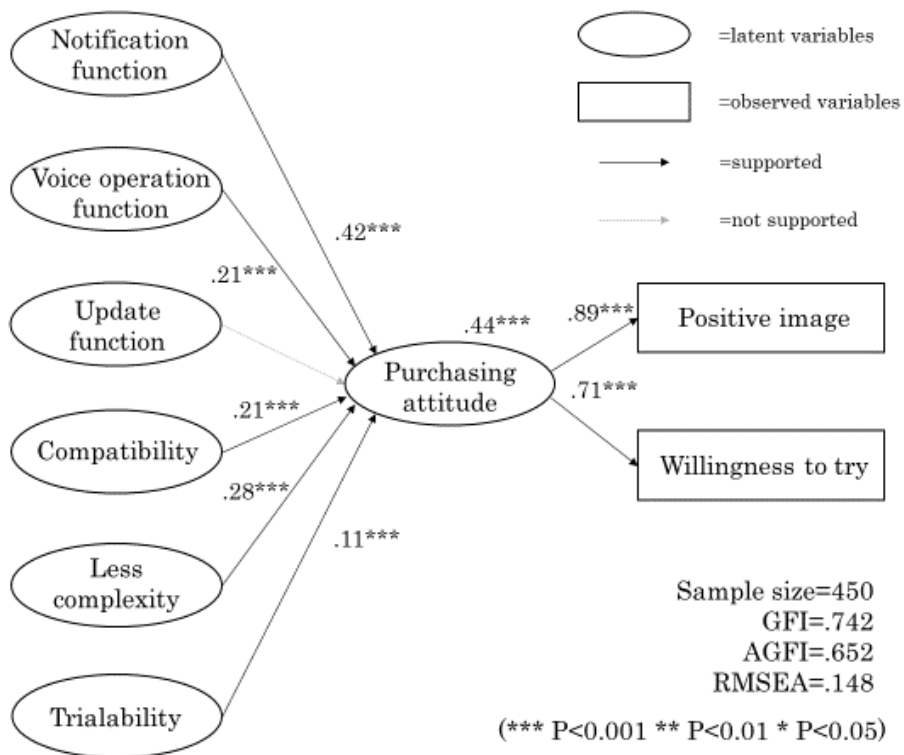 Notification
function
Voice operation
function
Update
function
Compatibility
Less
complexity
Trialability
.42***
.21***
.21***
.28***
.11***
Purchasing
attitude
.44***
.89***
.71***
Positive image
Willingness to try
=latent variables
=observed variables
=supported
=not supported
Sample size=450
GFI=.742
AGFI=.652
RMSEA=.148
(*** P<0.001 ** P<0.01 * P<0.05)